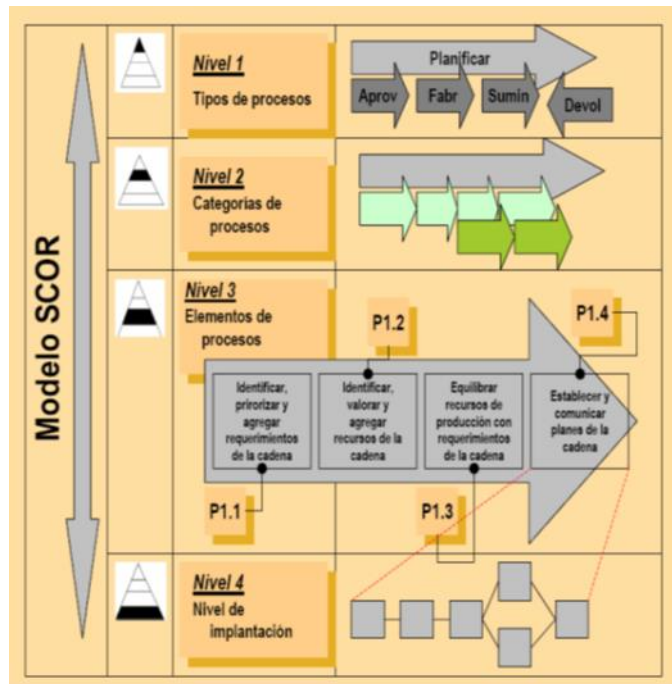 Modelo SCOR
Nivel 1
Tipos de procesos
Planificar
Aprov
Fabr
Sumin
Devol
Nivel 2
Categorías de
procesos
Nivel 3
Elementos de
procesos
P1.2
P1.4
Identificar,
prirorizar y
agregar
requerimientos
de la cadena
Identificar,
valorar y
agregar
recursos de la
cadena
Equilibrar
recursos de
producción con
requerimientos
de la cadena
Establecer y
comunicar
planes de la
cadena
P1.1
P1.3
Nivel 4
Nivel de
implantación